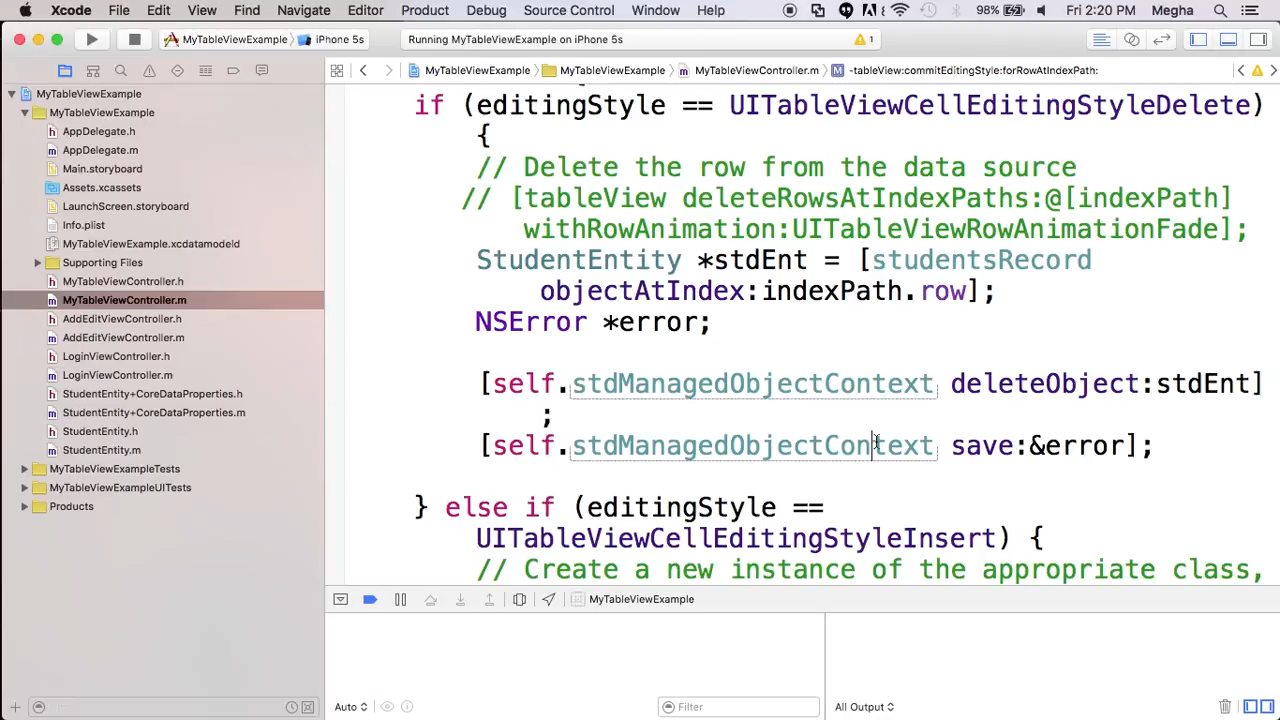 Xcode File Edit View Find Navigate Editor Product Debug Source Control Window Help 98% Fri 2:20 PM Megha
MyTableViewExample iPhone 5s Running MyTableViewExample on iPhone 5s 1
MyTableViewExample MyTableViewExample MyTableViewController.m -tableView:commitEditingStyle:forRowAtIndexPath:
MyTableViewExample
MyTableViewExample
AppDelegate.h
AppDelegate.m
Main.storyboard
Assets.xcassets
LaunchScreen.storyboard
Info.plist
MyTableViewExample.xcdatamodeld
Supporting Files
MyTableViewController.h
MyTableViewController.m
AddEditViewController.h
AddEditViewController.m
LoginViewController.h
LoginViewController.m
StudentEntity+CoreDataProperties.h
StudentEntity+CoreDataProperties.m
StudentEntity.h
StudentEntity.m
MyTableViewExampleTests
MyTableViewExampleUITests
Products
if (editingStyle == UITableViewCellEditingStyleDelete)
{
// Delete the row from the data source
// [tableView deleteRowsAtIndexPaths:@[indexPath]
withRowAnimation:UITableViewRowAnimationFade];
StudentEntity *stdEnt = [studentsRecord
objectAtIndex:indexPath.row];
NSError *error;
[self.stdManagedObjectContext deleteObject:stdEnt]
;
[self.stdManagedObjectContext save:&error];
} else if (editingStyle ==
UITableViewCellEditingStyleInsert) {
// Create a new instance of the appropriate class,
MyTableViewExample
Auto Filter All Output